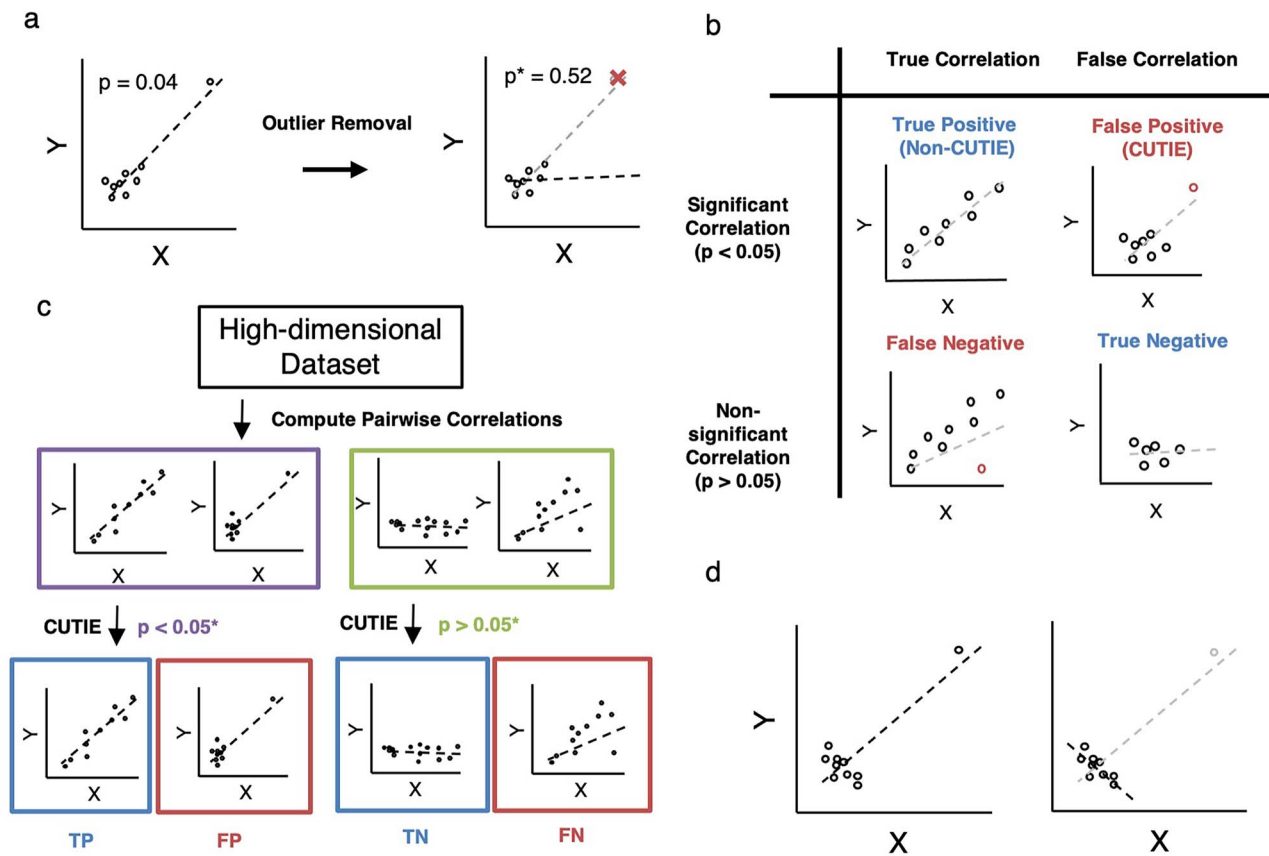 a
p = 0.04
Y
X
Outlier Removal
p* = 0.52
Y
X
b
True Correlation
False Correlation
Significant
Correlation
(p < 0.05)
True Positive
(Non-CUTIE)
Y
X
False Positive
(CUTIE)
Y
X
Non-
significant
Correlation
(p > 0.05)
False Negative
Y
X
True Negative
Y
X
c
High-dimensional
Dataset
Compute Pairwise Correlations
Y
X
Y
X
Y
X
Y
X
CUTIE
p < 0.05*
CUTIE
p > 0.05*
Y
X
Y
X
Y
X
Y
X
TP
FP
TN
FN
d
Y
X
X